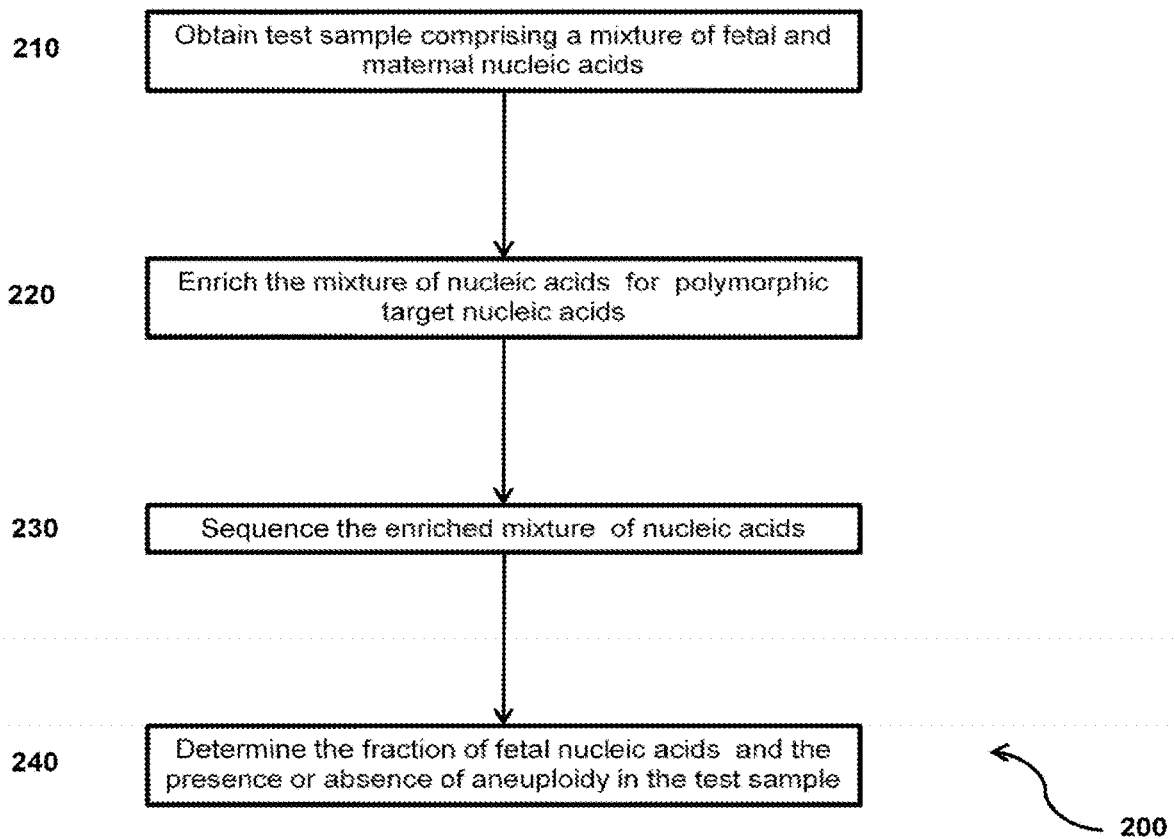 210
Obtain test sample comprising a mixture of fetal and
maternal nucleic acids
220
Enrich the mixture of nucleic acids for polymorphic
target nucleic acids
230
Sequence the enriched mixture of nucleic acids
240
Determine the fraction of fetal nucleic acids and the
presence or absence of aneuploidy in the test sample
200